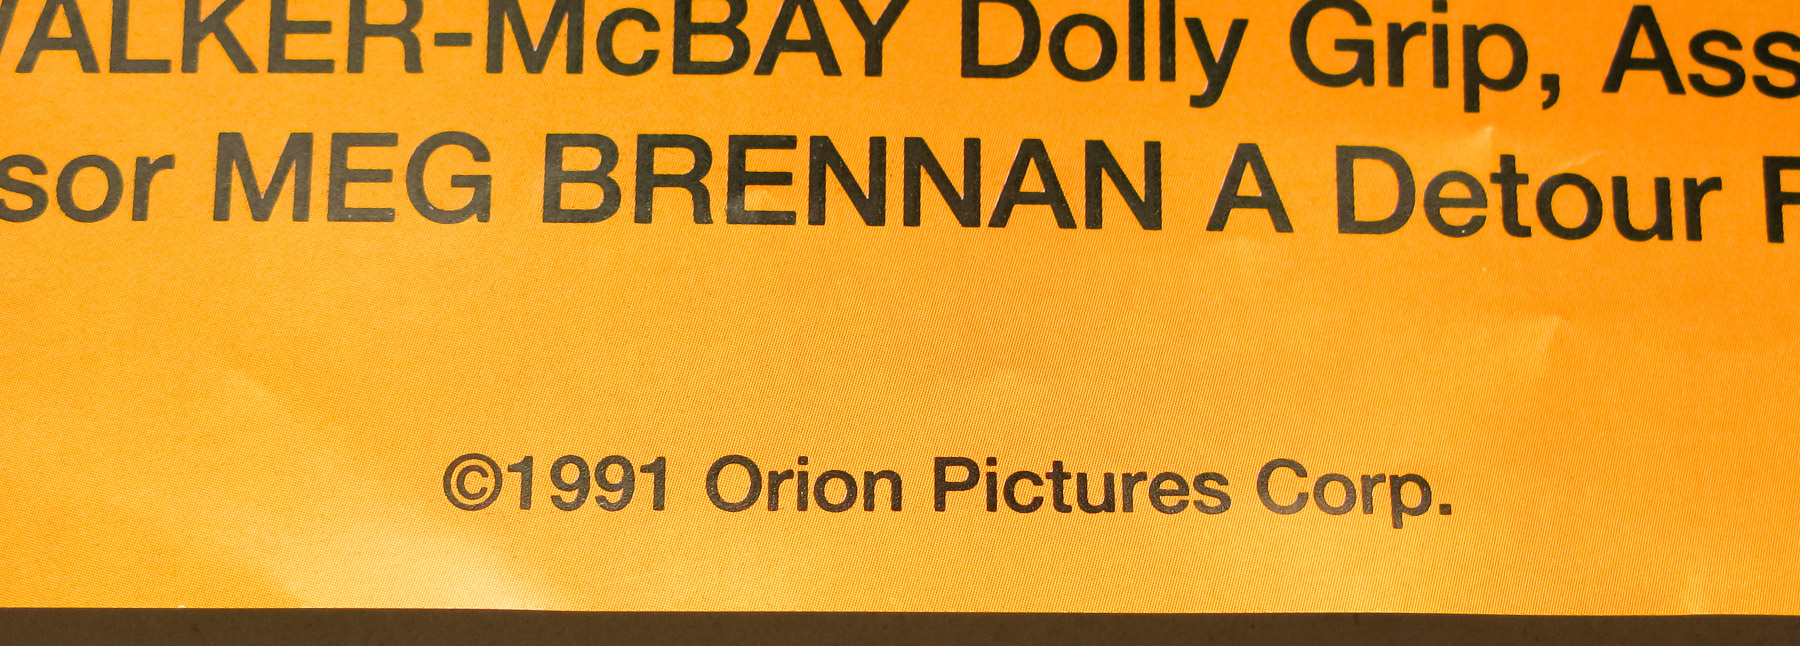 WALKER-McBAY Dolly Grip, Ass
sor MEG BRENNAN A Detour F
©1991 Orion Pictures Corp.